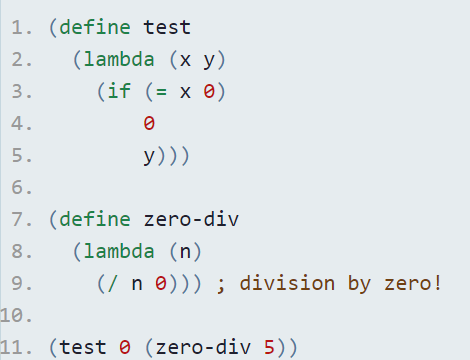 1. (define test
2.   (lambda (x y)
3.     (if (= x 0)
4.         0
5.         y)))
6.
7. (define zero-div
8.   (lambda (n)
9.     (/ n 0))) ; division by zero!
10.
11. (test 0 (zero-div 5))